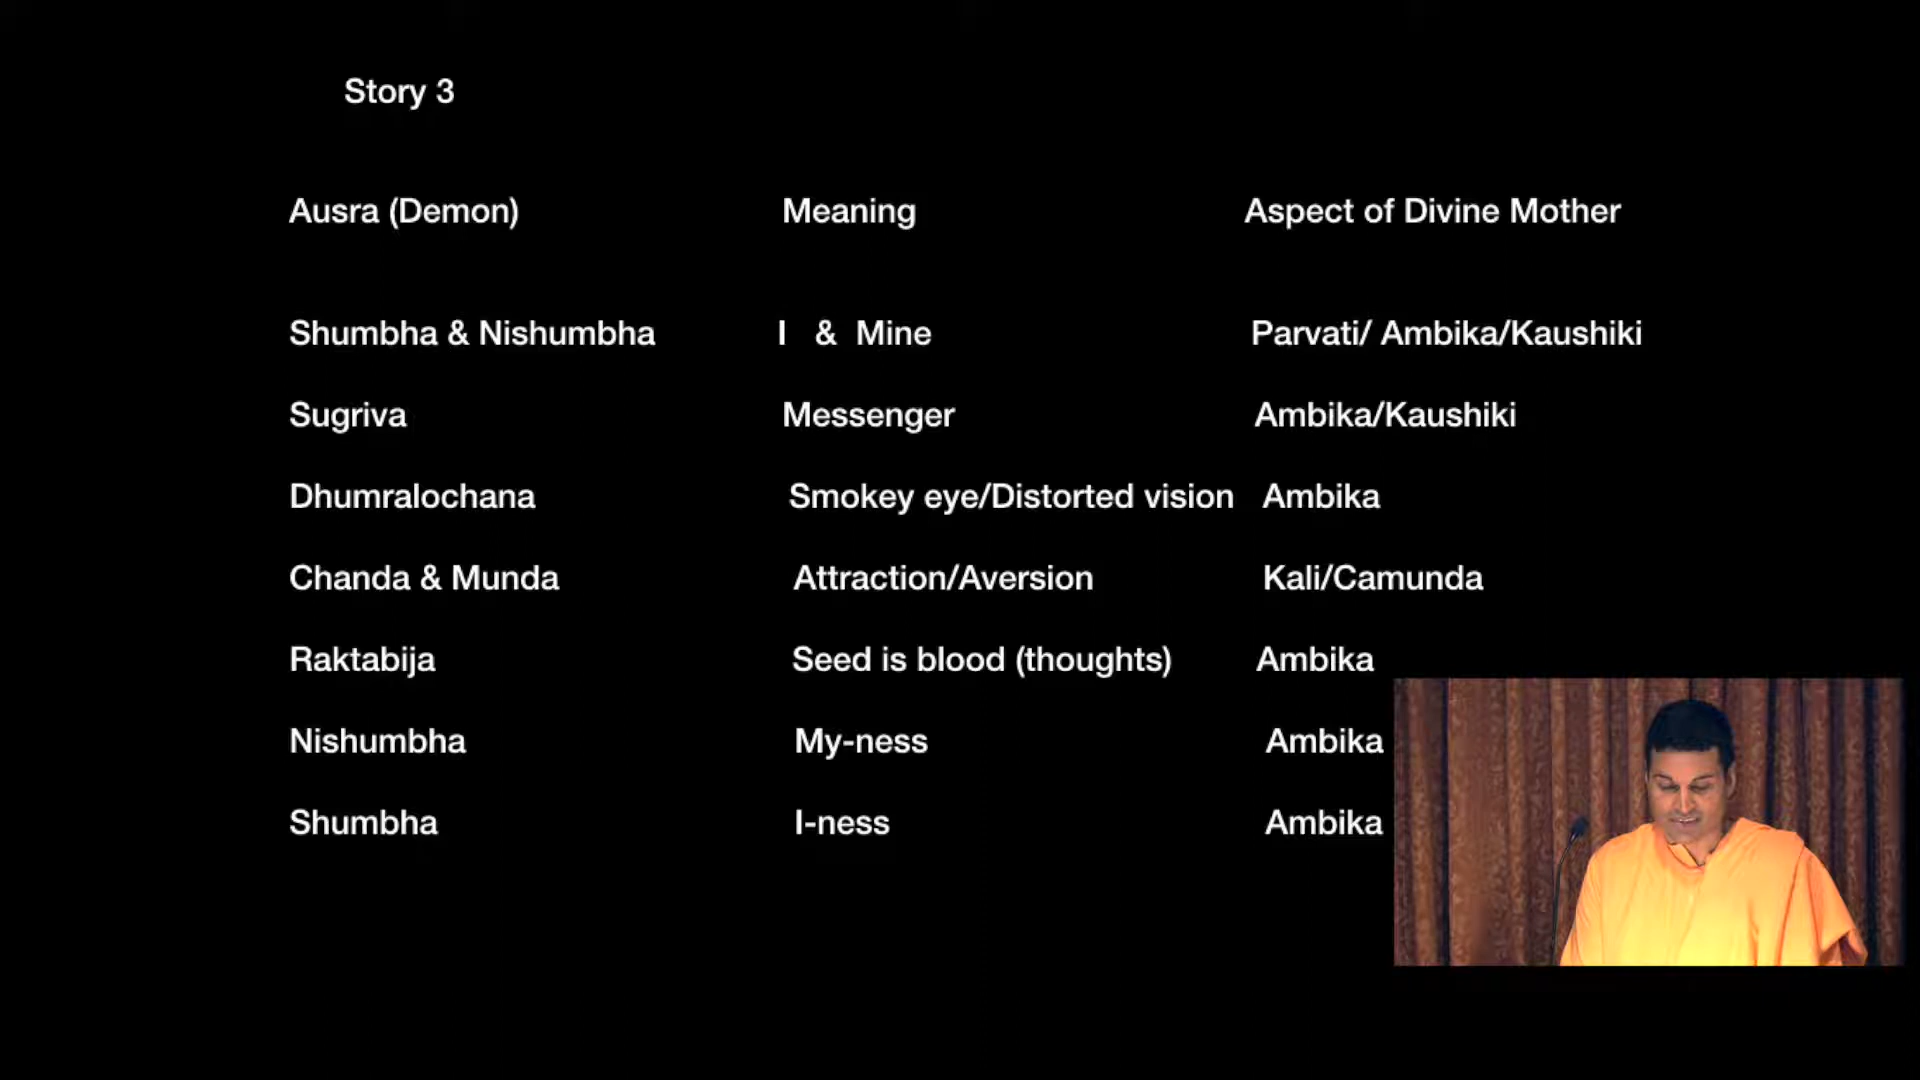 Story 3
Ausra (Demon) Meaning Aspect of Divine Mother
Shumbha & Nishumbha I & Mine Parvati/ Ambika/Kaushiki
Sugriva Messenger Ambika/Kaushiki
Dhumralochana Smokey eye/Distorted vision Ambika
Chanda & Munda Attraction/Aversion Kali/Camunda
Raktabija Seed is blood (thoughts) Ambika
Nishumbha My-ness Ambika
Shumbha I-ness Ambika